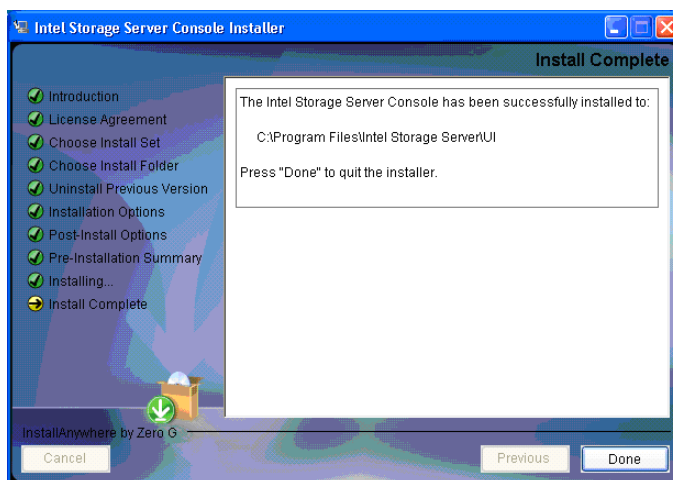 Intel Storage Server Console Installer
Install Complete
Introduction
License Agreement
Choose Install Set
Choose Install Folder
Uninstall Previous Version
Installation Options
Post-Install Options
Pre-Installation Summary
Installing...
Install Complete
The Intel Storage Server Console has been successfully installed to:
C:\Program Files\Intel Storage Server\UI
Press "Done" to quit the installer.
InstallAnywhere by Zero G
Cancel
Previous
Done